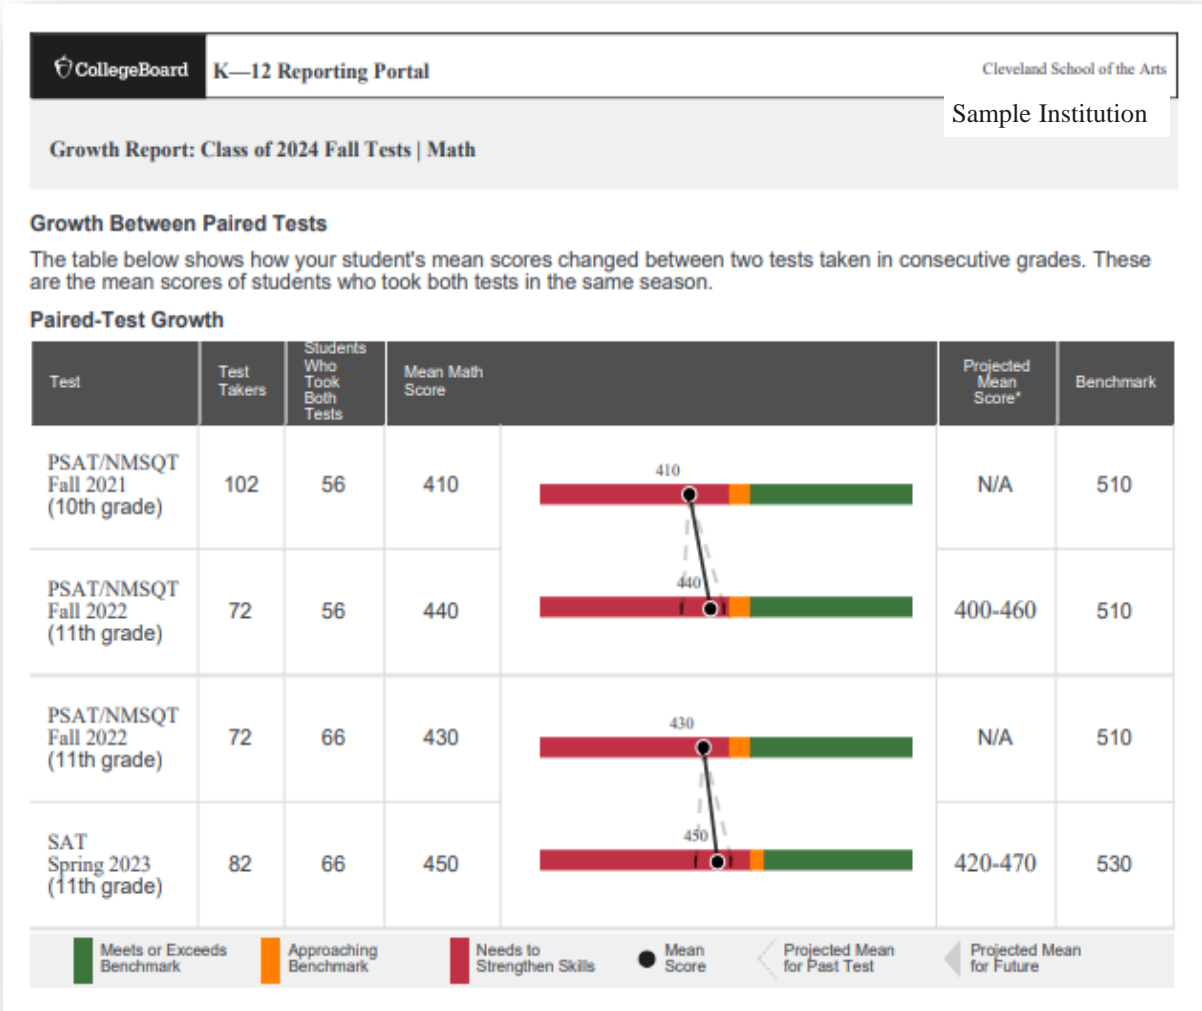 CollegeBoard K—12 Reporting Portal Cleveland School of the Arts
Sample Institution
Growth Report: Class of 2024 Fall Tests | Math
Growth Between Paired Tests
The table below shows how your student's mean scores changed between two tests taken in consecutive grades. These
are the mean scores of students who took both tests in the same season.
Paired-Test Growth
Test
Test
Takers
Students
Who
Took
Both
Tests
Mean Math
Score
Projected
Mean
Score*
Benchmark
PSAT/NMSQT
Fall 2021
(10th grade)
102
56
410
410
N/A
510
PSAT/NMSQT
Fall 2022
(11th grade)
72
56
440
440
400-460
510
PSAT/NMSQT
Fall 2022
(11th grade)
72
66
430
430
N/A
510
SAT
Spring 2023
(11th grade)
82
66
450
450
420-470
530
Meets or Exceeds
Benchmark
Approaching
Benchmark
Needs to
Strengthen Skills
Mean
Score
Projected Mean
for Past Test
Projected Mean
for Future